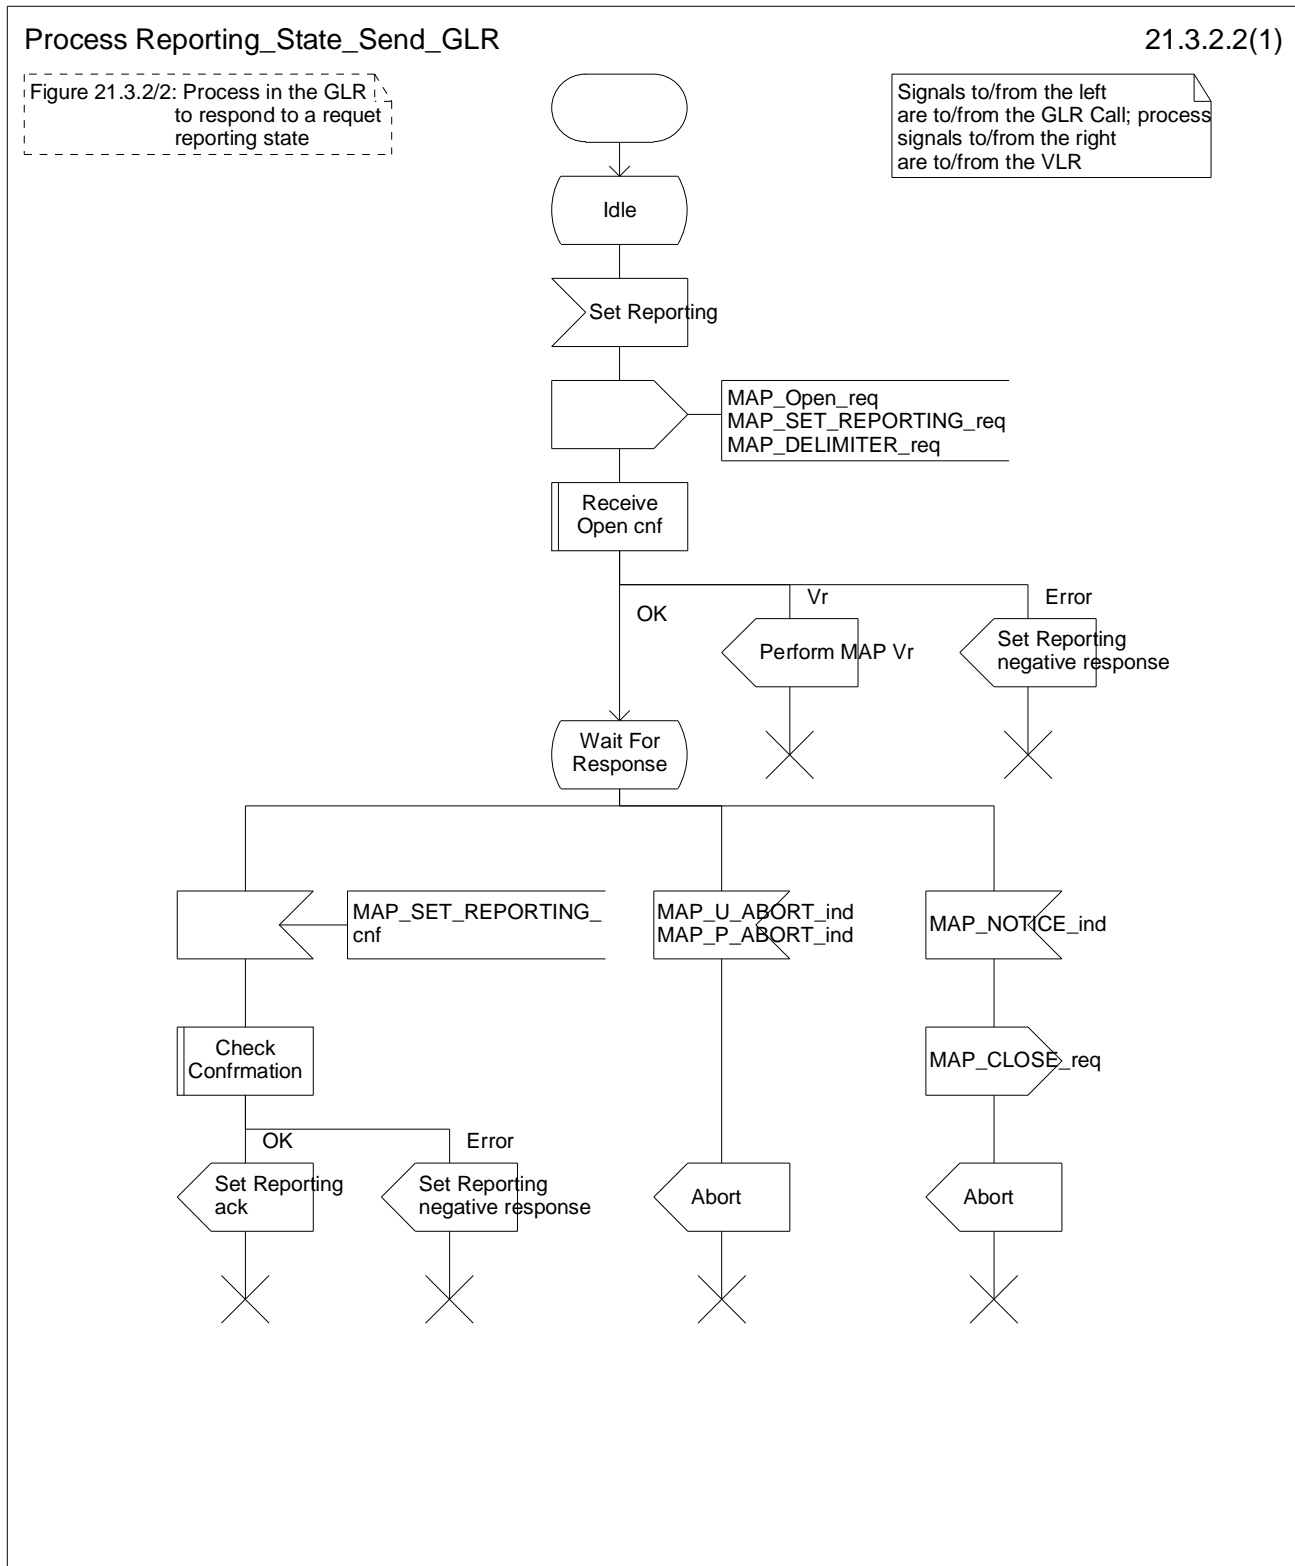 Process Reporting_State_Send_GLR
21.3.2.2(1)
Figure 21.3.2/2: Process in the GLR
to respond to a requet
reporting state
Signals to/from the left
are to/from the GLR Call; process
signals to/from the right
are to/from the VLR
Idle
Set Reporting
MAP_Open_req
MAP_SET_REPORTING_req
MAP_DELIMITER_req
Receive
Open cnf
OK
Vr
Error
Perform MAP Vr
Set Reporting
negative response
Wait For
Response
MAP_SET_REPORTING_
cnf
MAP_U_ABORT_ind
MAP_P_ABORT_ind
MAP_NOTICE_ind
Check
Confrmation
MAP_CLOSE_req
OK
Error
Set Reporting
ack
Set Reporting
negative response
Abort
Abort